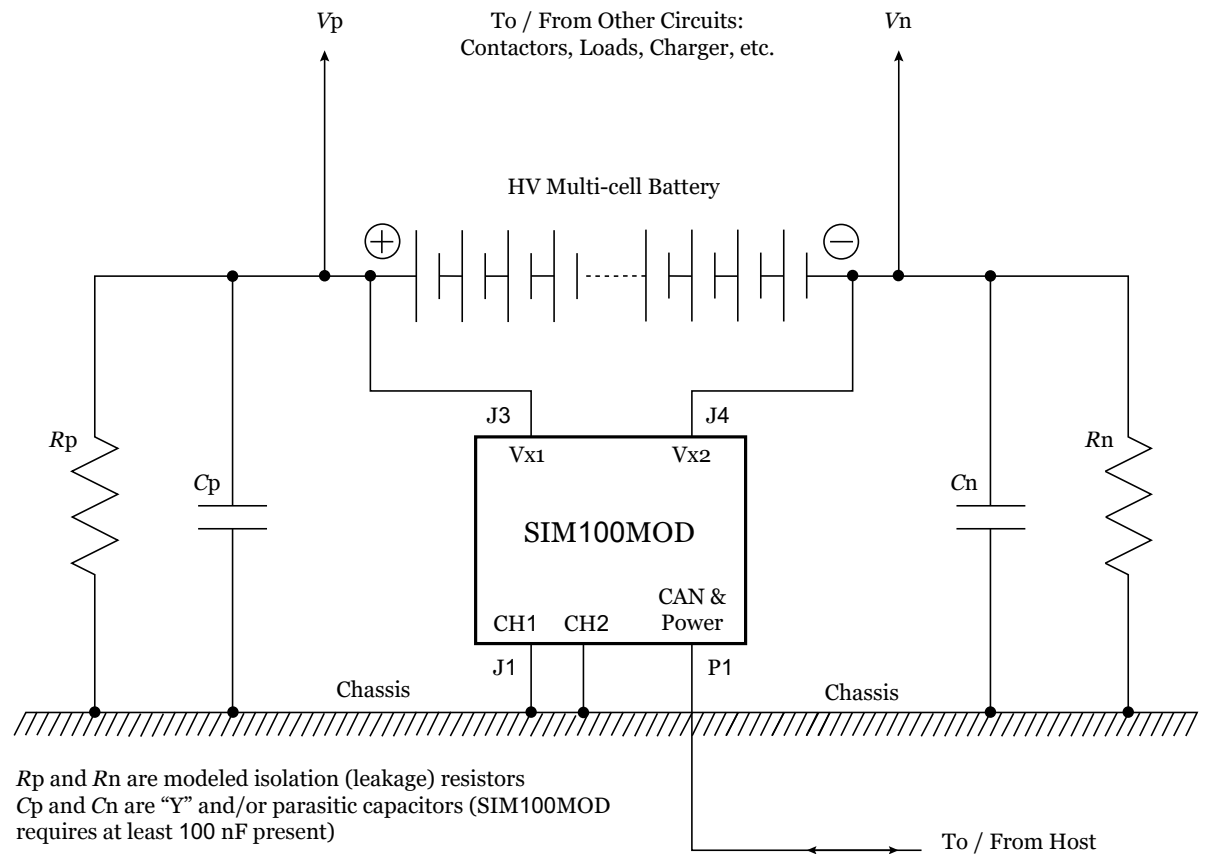 Vp
To / From Other Circuits:
Contactors, Loads, Charger, etc.
Vn
HV Multi-cell Battery
J3
J4
Rp
Cp
Vx1
Vx2
Cn
Rn
SIM100MOD
CAN &
Power
CH1
CH2
J1
P1
Chassis
Chassis
Rp and Rn are modeled isolation (leakage) resistors
Cp and Cn are “Y” and/or parasitic capacitors (SIM100MOD
requires at least 100 nF present)
To / From Host